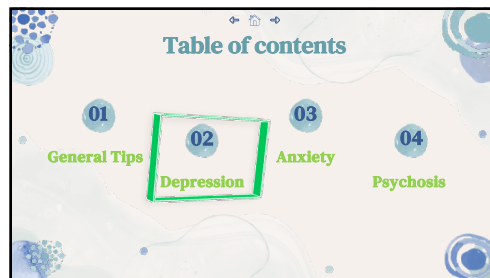 Table of contents
01
General Tips
02
Depression
03
Anxiety
04
Psychosis